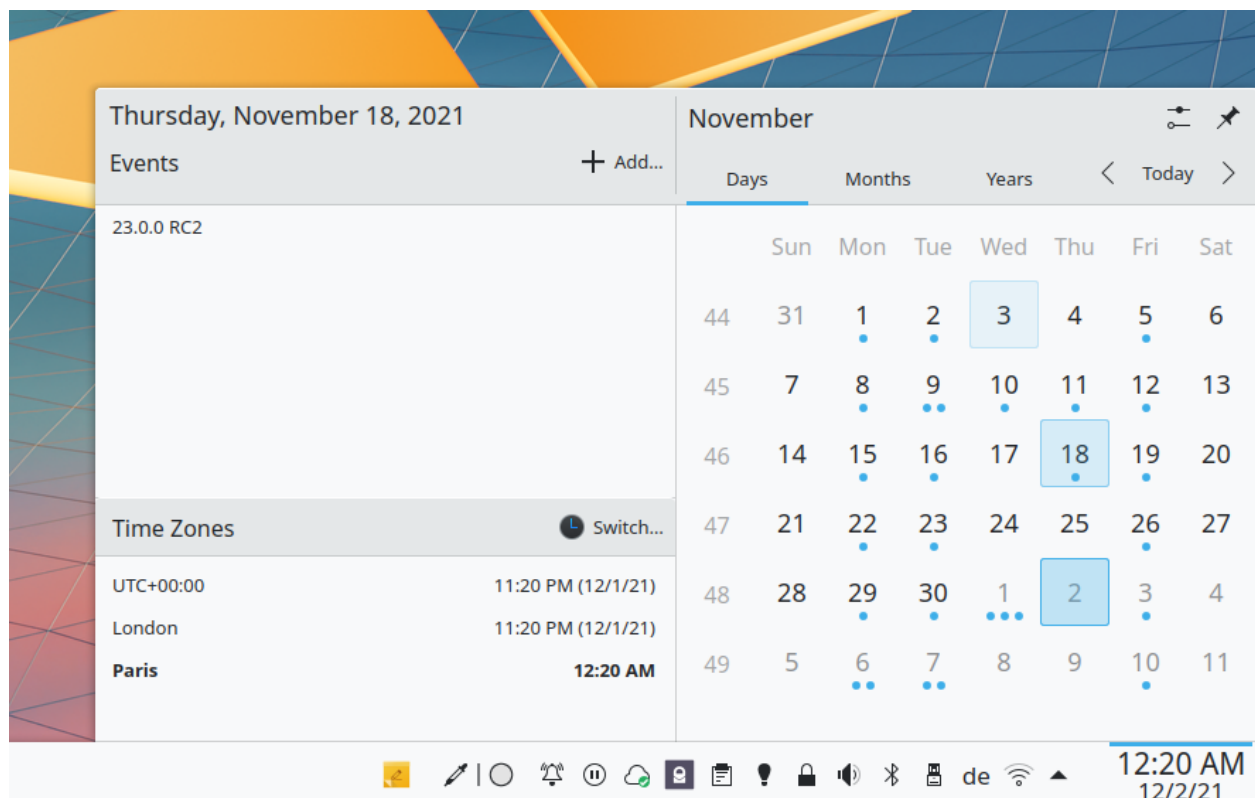 Thursday, November 18, 2021
Events
Add...
23.0.0 RC2
Time Zones
Switch...
UTC+00:00 11:20 PM (12/1/21)
London 11:20 PM (12/1/21)
Paris 12:20 AM
November
Days Months Years Today
Sun Mon Tue Wed Thu Fri Sat
44 31 1 2 3 4 5 6
45 7 8 9 10 11 12 13
46 14 15 16 17 18 19 20
47 21 22 23 24 25 26 27
48 28 29 30 1 2 3 4
49 5 6 7 8 9 10 11
de
12:20 AM
12/2/21